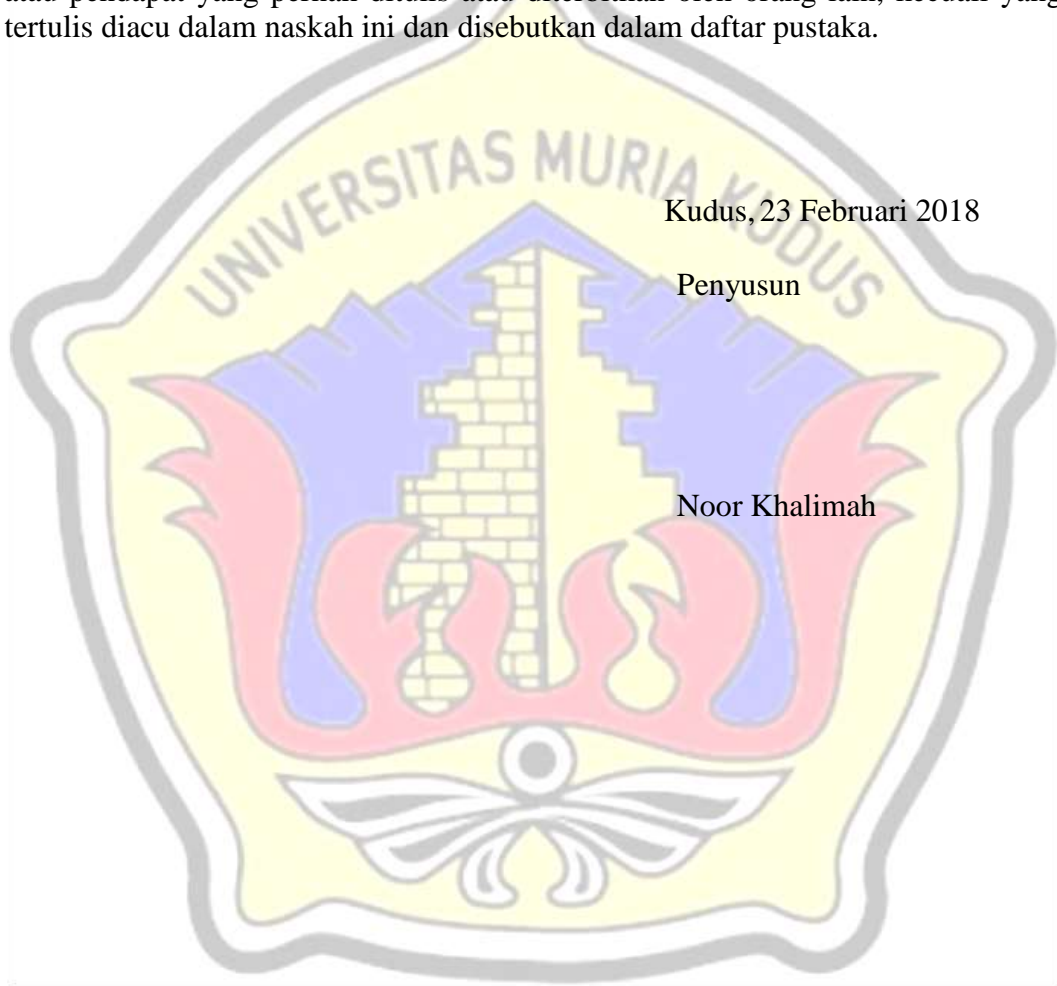 atau pendapat yang pernah ditulis atau diterbitkan oleh orang lain, kecuali yang
tertulis diacu dalam naskah ini dan disebutkan dalam daftar pustaka.
UNIVERSITAS MURIA KUDUS
Kudus, 23 Februari 2018
Penyusun
Noor Khalimah